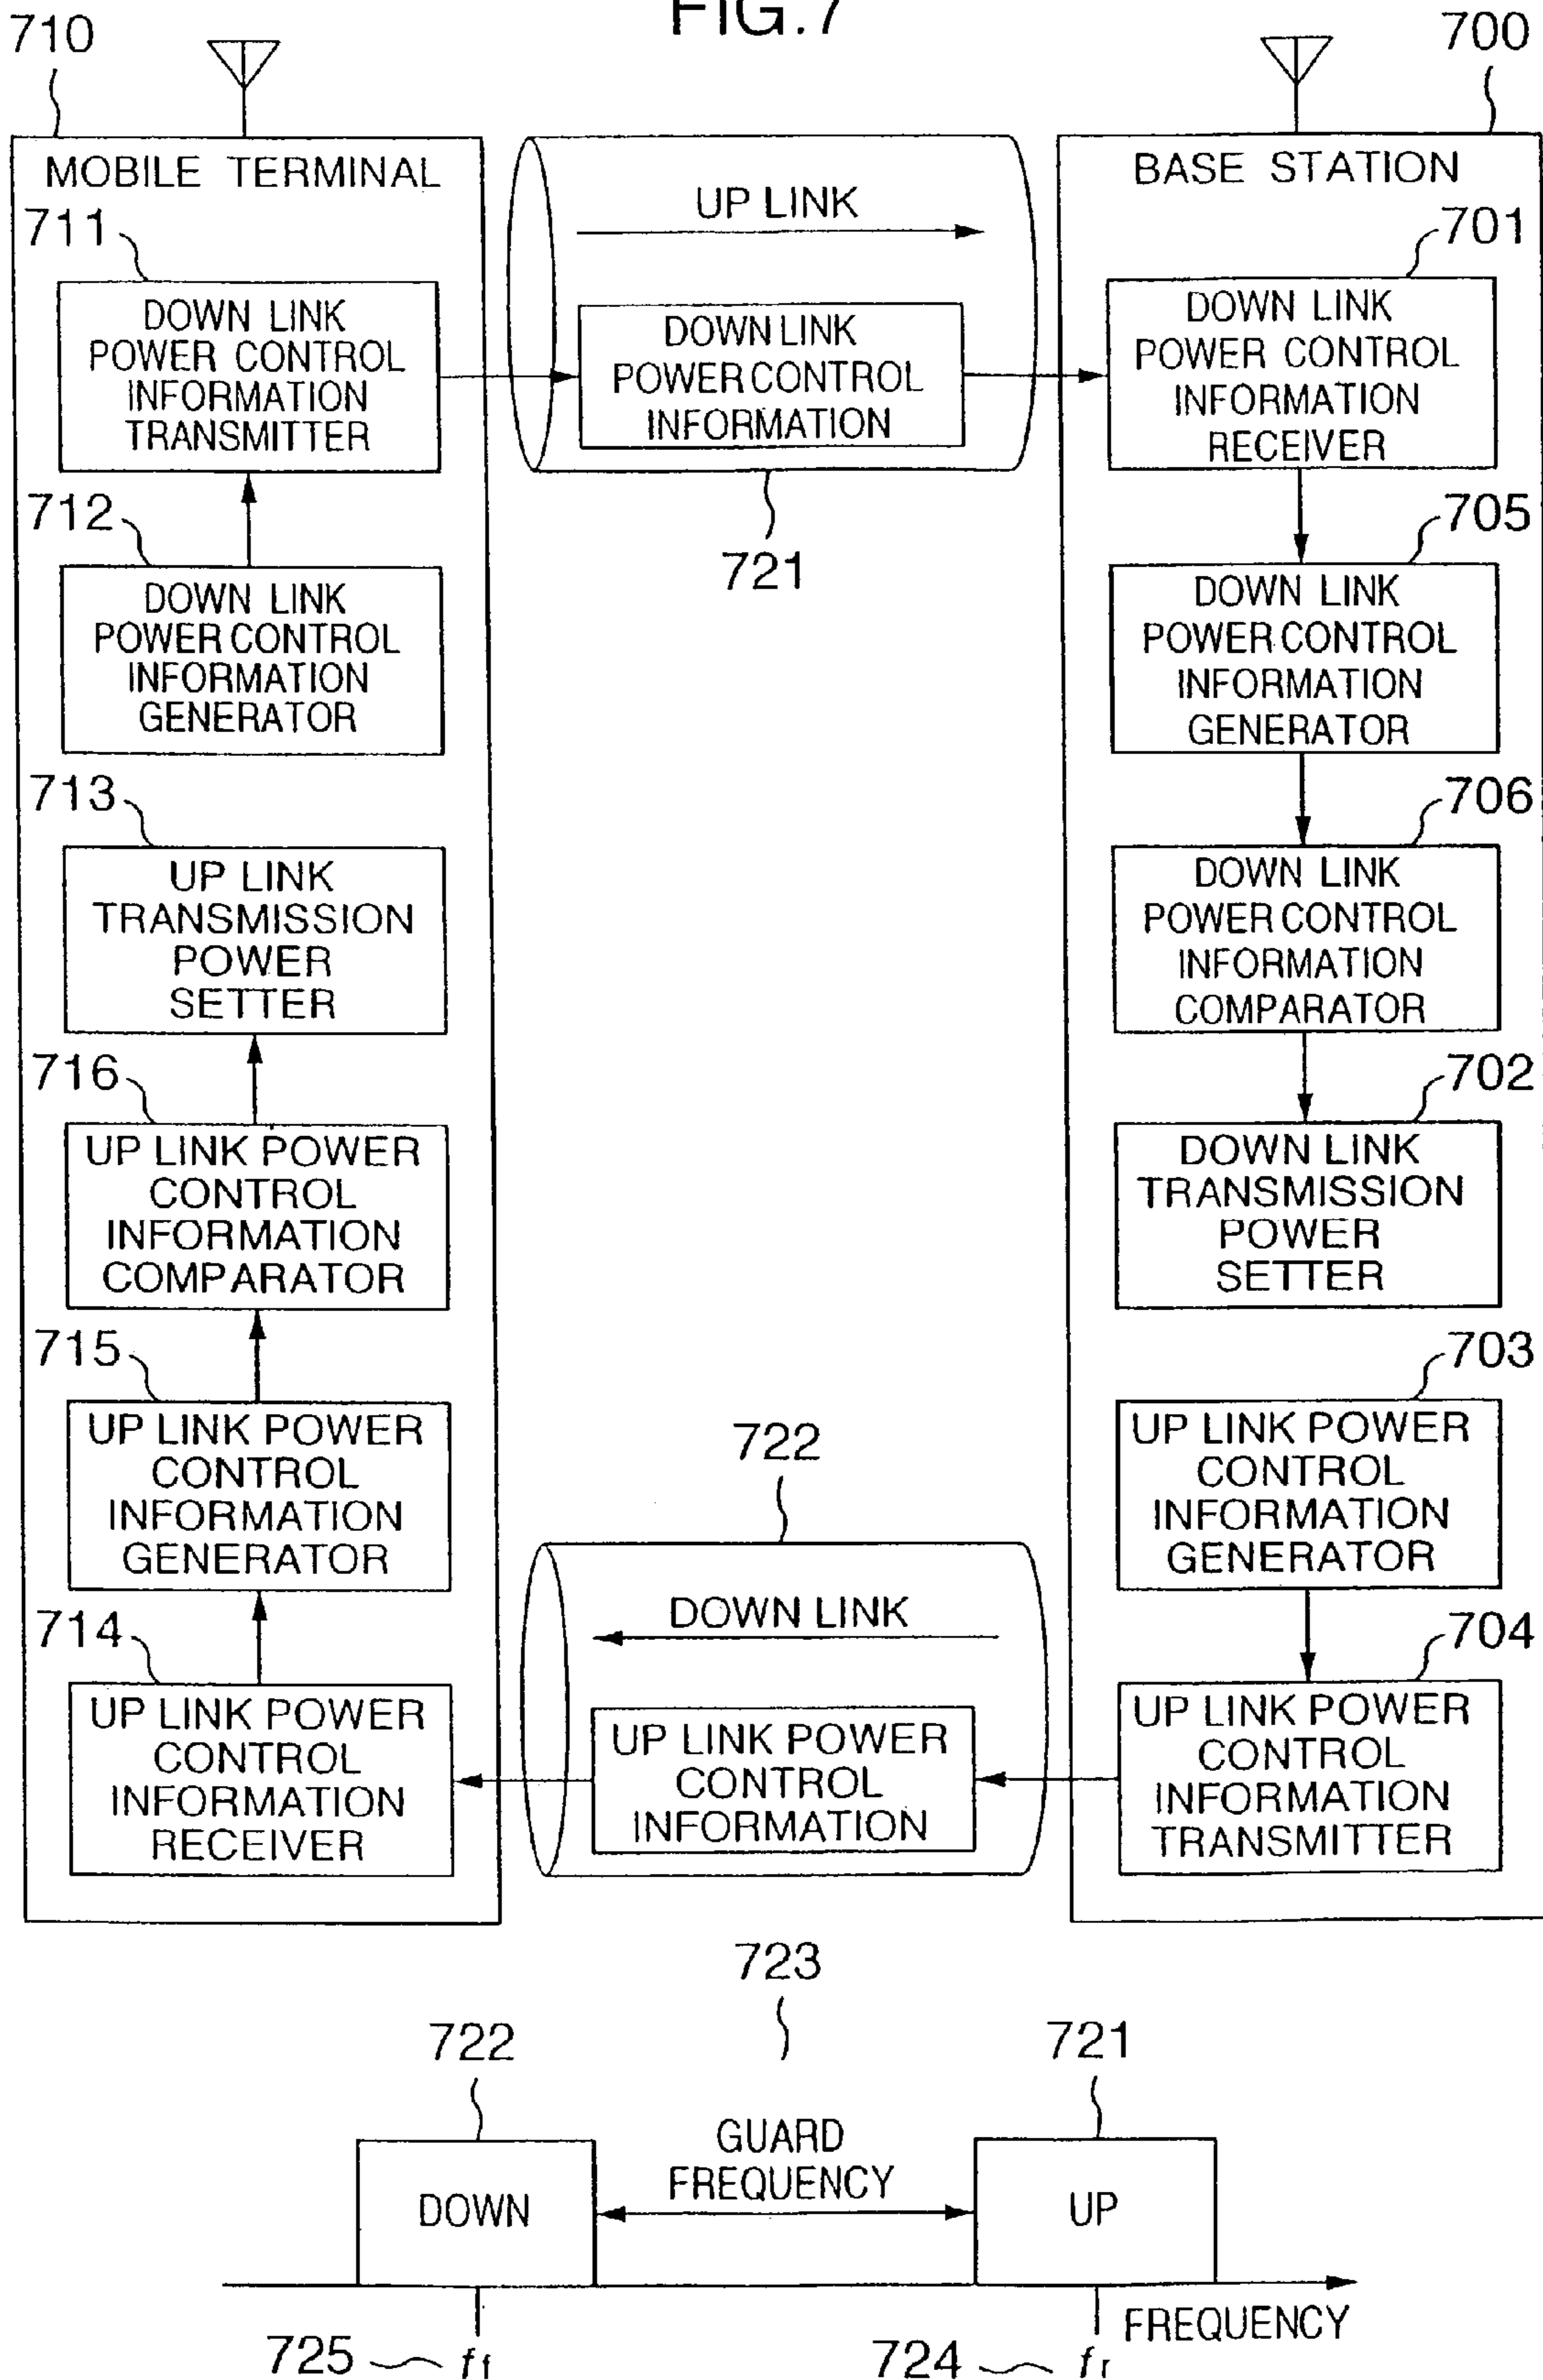 FIG.7
710
700
MOBILE TERMINAL
711
DOWN LINK
POWER CONTROL
INFORMATION
TRANSMITTER
712
DOWN LINK
POWER CONTROL
INFORMATION
GENERATOR
713
UP LINK
TRANSMISSION
POWER
SETTER
716
UP LINK POWER
CONTROL
INFORMATION
COMPARATOR
715
UP LINK POWER
CONTROL
INFORMATION
GENERATOR
714
UP LINK POWER
CONTROL
INFORMATION
RECEIVER
UP LINK
DOWN LINK
POWER CONTROL
INFORMATION
721
722
DOWN LINK
UP LINK POWER
CONTROL
INFORMATION
BASE STATION
701
DOWN LINK
POWER CONTROL
INFORMATION
RECEIVER
705
DOWN LINK
POWER CONTROL
INFORMATION
GENERATOR
706
DOWN LINK
POWER CONTROL
INFORMATION
COMPARATOR
702
DOWN LINK
TRANSMISSION
POWER
SETTER
703
UP LINK POWER
CONTROL
INFORMATION
GENERATOR
704
UP LINK POWER
CONTROL
INFORMATION
TRANSMITTER
723
722
721
DOWN
GUARD
FREQUENCY
UP
FREQUENCY
725
ff
724
fr